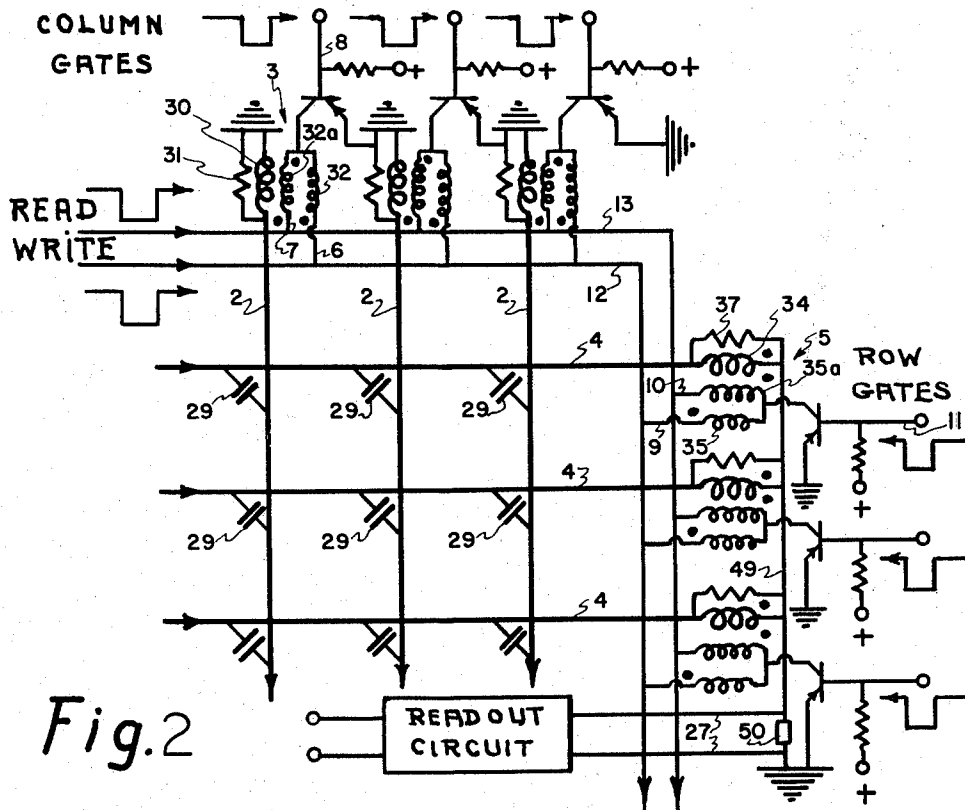 COLUMN
GATES
8
+ + +
3
30
32a
31
32
READ
WRITE
13
7 6
12
2 2 2
37 34
5
4
ROW
GATES
35a
10
11
29 29 29
9 35
+
4
29 29 29
49
+
4
READOUT
CIRCUIT
27 50
+
Fig.2